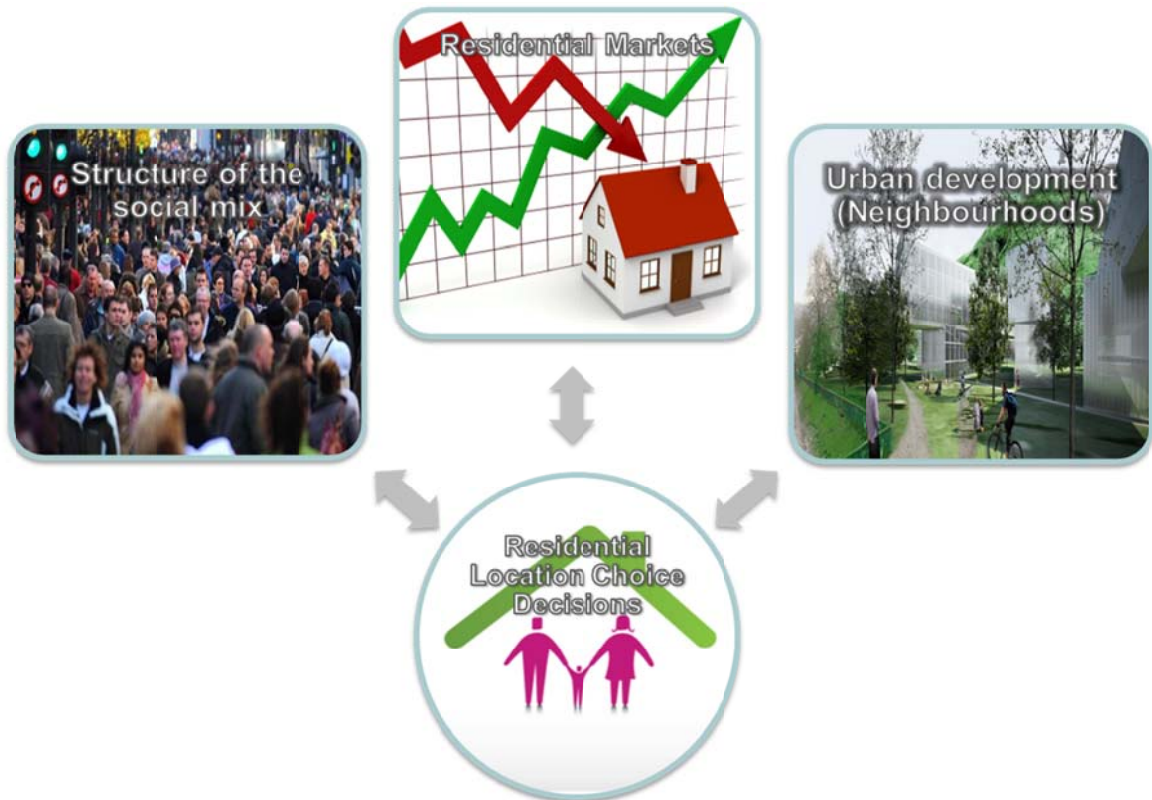 Residential Markets
Structure of the
social mix
Urban development
(Neighbourhoods)
Residential
Location Choice
Decisions